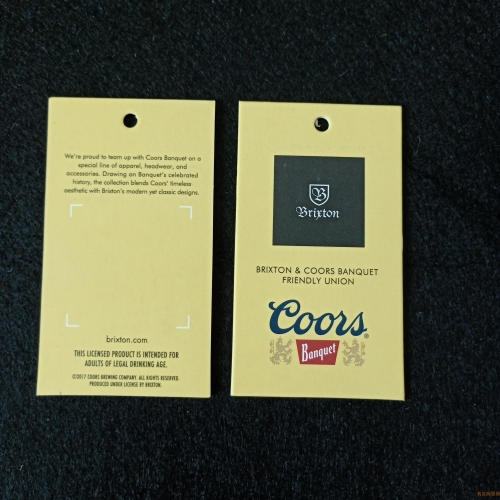 We're proud to team up with Coors Banquet on a
special line of apparel, headwear, and
accessories. Drawing on Banquet's celebrated
history, the collection blends Coors' timeless
aesthetic with Brixton's modern yet classic designs.
brixton.com
THIS LICENSED PRODUCT IS INTENDED FOR
ADULTS OF LEGAL DRINKING AGE.
©2017 COORS BREWING COMPANY. ALL RIGHTS RESERVED.
PRODUCED UNDER LICENSE BY BRIXTON.
B
Brixton
BRIXTON & COORS BANQUET
FRIENDLY UNION
Coors®
Banquet